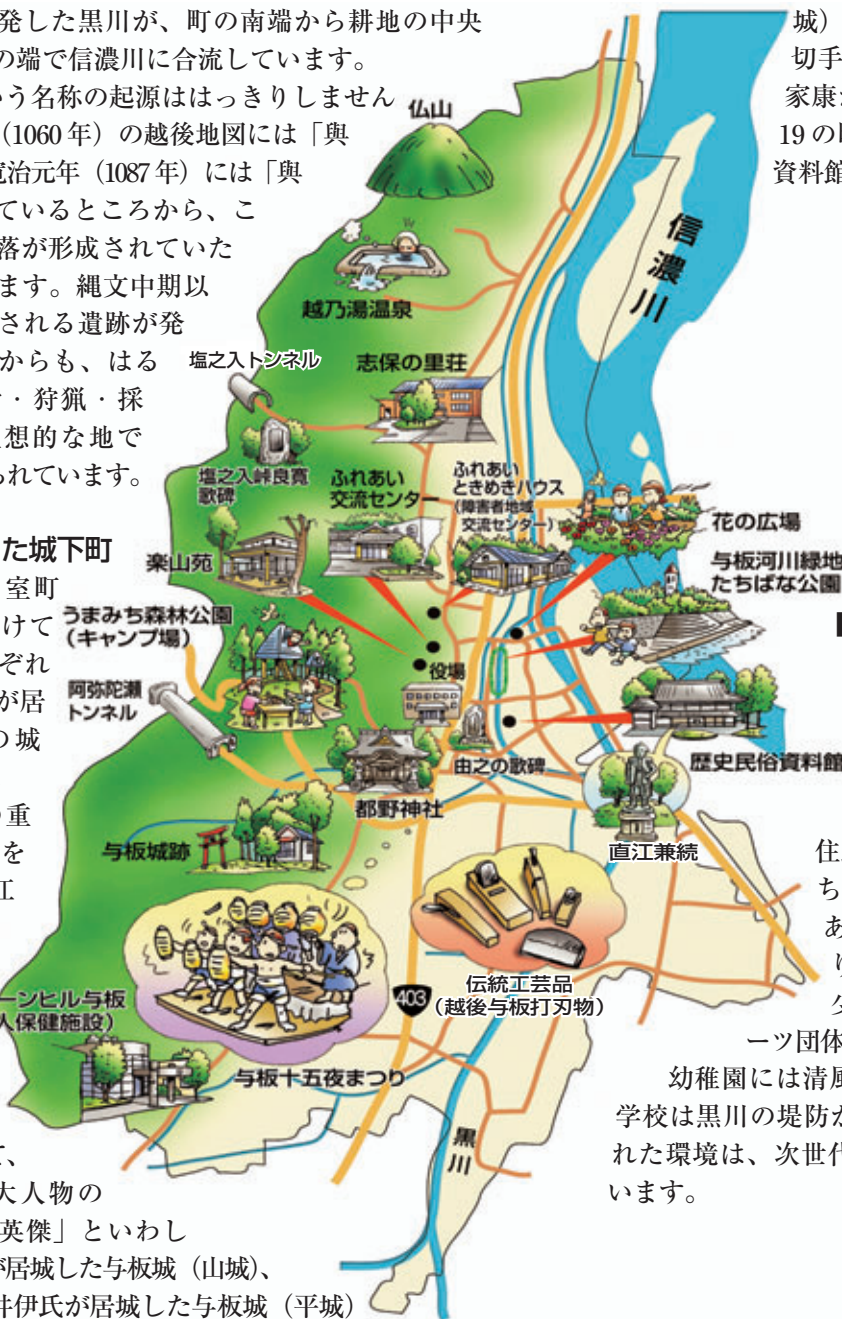 発した黒川が、町の南端から耕地の中央
の端で信濃川に合流しています。
いう名称の起源ははっきりしません
（1060年）の越後地図には「與
寛治元年（1087年）には「與
ているところから、こ
落が形成されていた
ます。縄文中期以
される遺跡が発
からも、はる
・狩猟・採
想的な地で
られています。
た城下町
室町
けて
ぞれ
が居
の城
の重
を
江
て、
大人物の
英傑」といわし
が居城した与板城（山城）、
井伊氏が居城した与板城（平城）
城）
切手
家康が
19の
資料館
仏山
越乃湯温泉
信濃川
塩之入トンネル
志保の里荘
塩之入峠良寛
歌碑
ふれあい
交流センター
ふれあい
ときめきハウス
（障害者地域
交流センター）
花の広場
楽山苑
与板河川緑地
たちばな公園
うまみち森林公園
（キャンプ場）
役場
阿弥陀瀬
トンネル
由之の歌碑
歴史民俗資料館
都野神社
直江兼続
与板城跡
伝統工芸品
（越後与板打刃物）
403
ーンヒル与板
人保健施設）
与板十五夜まつり
黒川
住
ち
あ
り
タ
ーツ団体
幼稚園には清風
学校は黒川の堤防が
れた環境は、次世代
います。